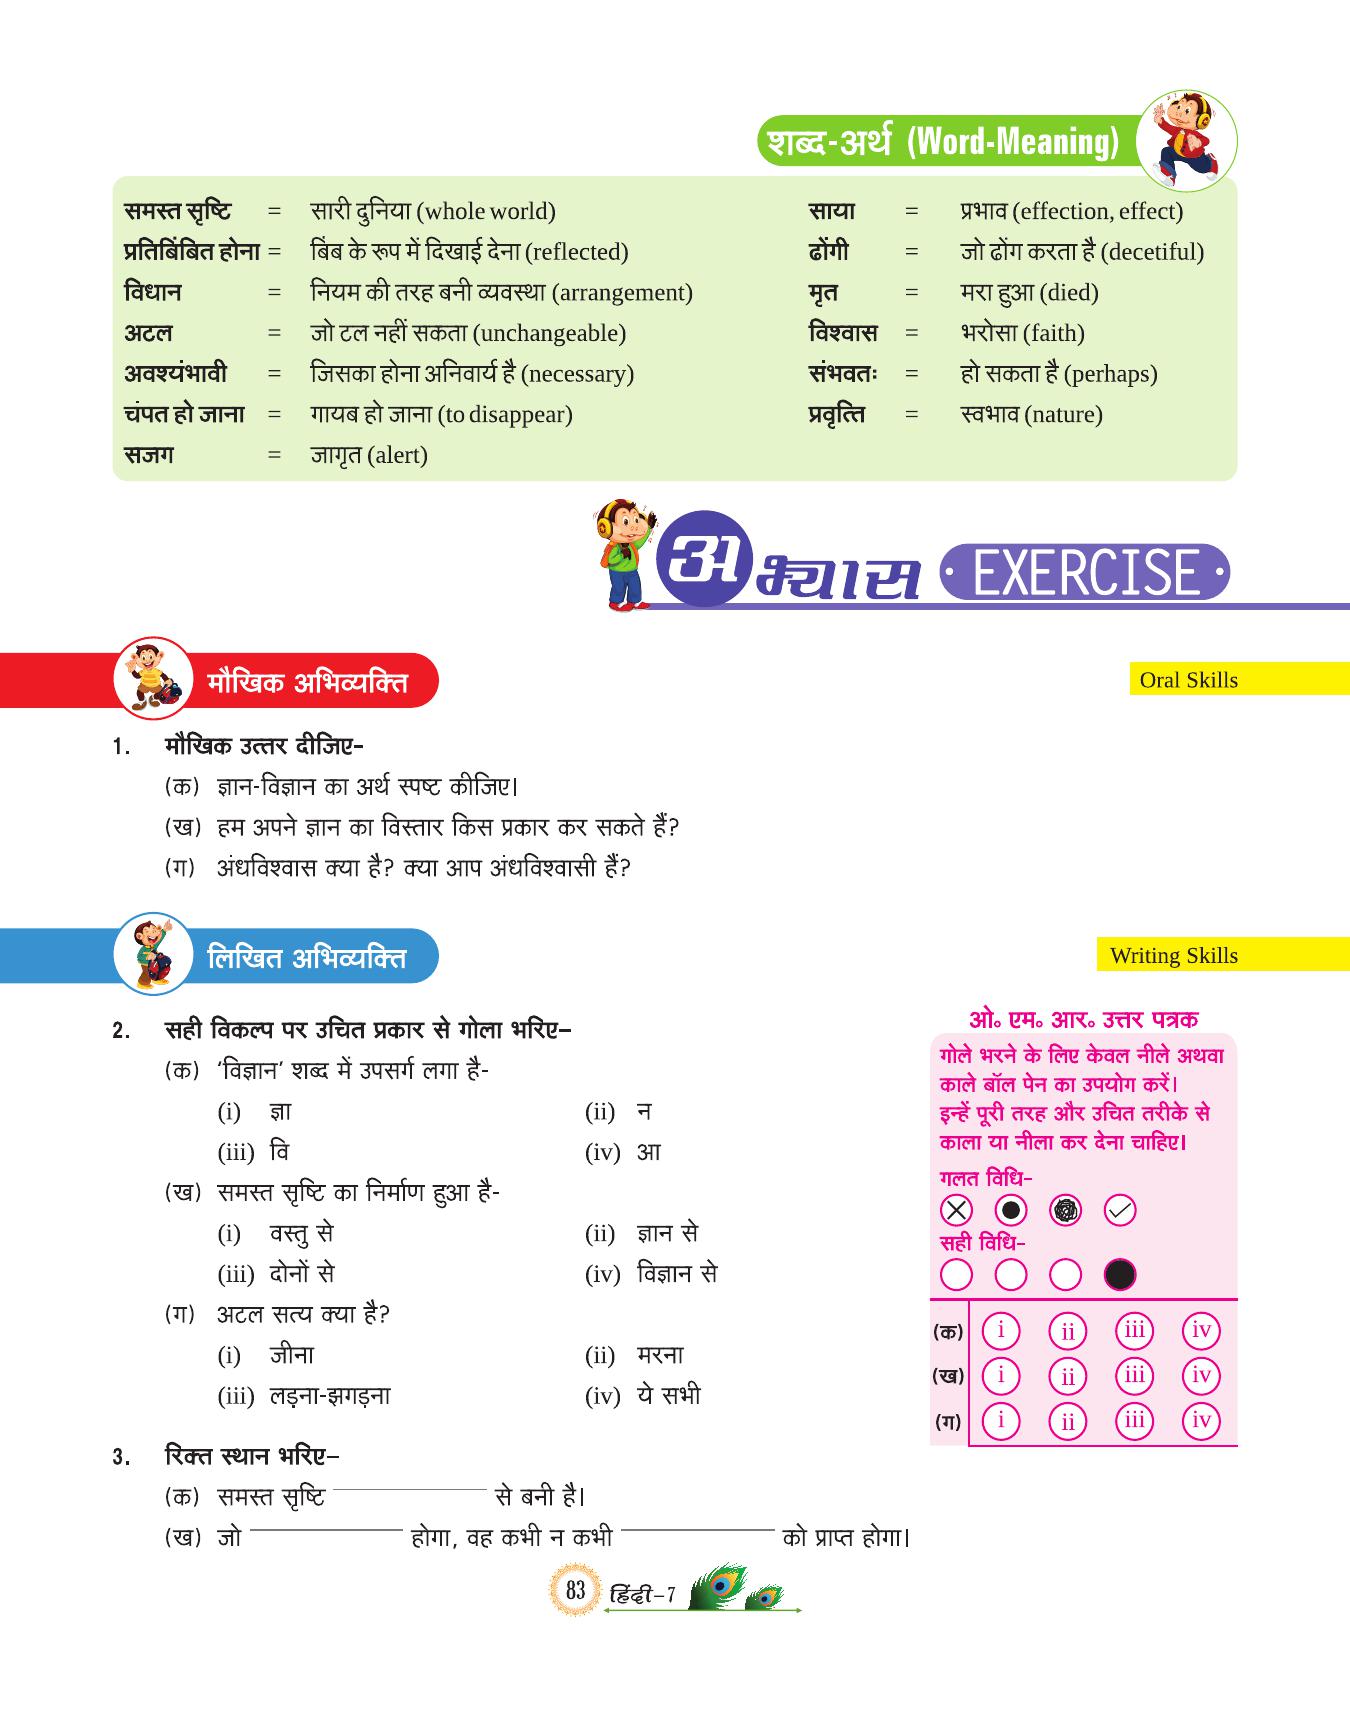 शब्द-अर्थ (Word-Meaning)
समस्त सृष्टि = सारी दुनिया (whole world)
प्रतिबिंबित होना = बिंब के रूप में दिखाई देना (reflected)
विधान = नियम की तरह बनी व्यवस्था (arrangement)
अटल = जो टल नहीं सकता (unchangeable)
अवश्यंभावी = जिसका होना अनिवार्य है (necessary)
चंपत हो जाना = गायब हो जाना (to disappear)
सजग = जागृत (alert)
साया = प्रभाव (effection, effect)
ढोंगी = जो ढोंग करता है (decetiful)
मृत = मरा हुआ (died)
विश्वास = भरोसा (faith)
संभवतः = हो सकता है (perhaps)
प्रवृत्ति = स्वभाव (nature)
अभ्यास EXERCISE
मौखिक अभिव्यक्ति Oral Skills
1. मौखिक उत्तर दीजिए-
(क) ज्ञान-विज्ञान का अर्थ स्पष्ट कीजिए।
(ख) हम अपने ज्ञान का विस्तार किस प्रकार कर सकते हैं?
(ग) अंधविश्वास क्या है? क्या आप अंधविश्वासी हैं?
लिखित अभिव्यक्ति Writing Skills
2. सही विकल्प पर उचित प्रकार से गोला भरिए–
(क) ‘विज्ञान’ शब्द में उपसर्ग लगा है-
(i) ज्ञा (ii) न
(iii) वि (iv) आ
(ख) समस्त सृष्टि का निर्माण हुआ है-
(i) वस्तु से (ii) ज्ञान से
(iii) दोनों से (iv) विज्ञान से
(ग) अटल सत्य क्या है?
(i) जीना (ii) मरना
(iii) लड़ना-झगड़ना (iv) ये सभी
ओ॰ एम॰ आर॰ उत्तर पत्रक
गोले भरने के लिए केवल नीले अथवा
काले बॉल पेन का उपयोग करें।
इन्हें पूरी तरह और उचित तरीके से
काला या नीला कर देना चाहिए।
गलत विधि–
सही विधि–
(क) i ii iii iv
(ख) i ii iii iv
(ग) i ii iii iv
3. रिक्त स्थान भरिए–
(क) समस्त सृष्टि ____________ से बनी है।
(ख) जो ____________ होगा, वह कभी न कभी ____________ को प्राप्त होगा।
83 हिंदी–7